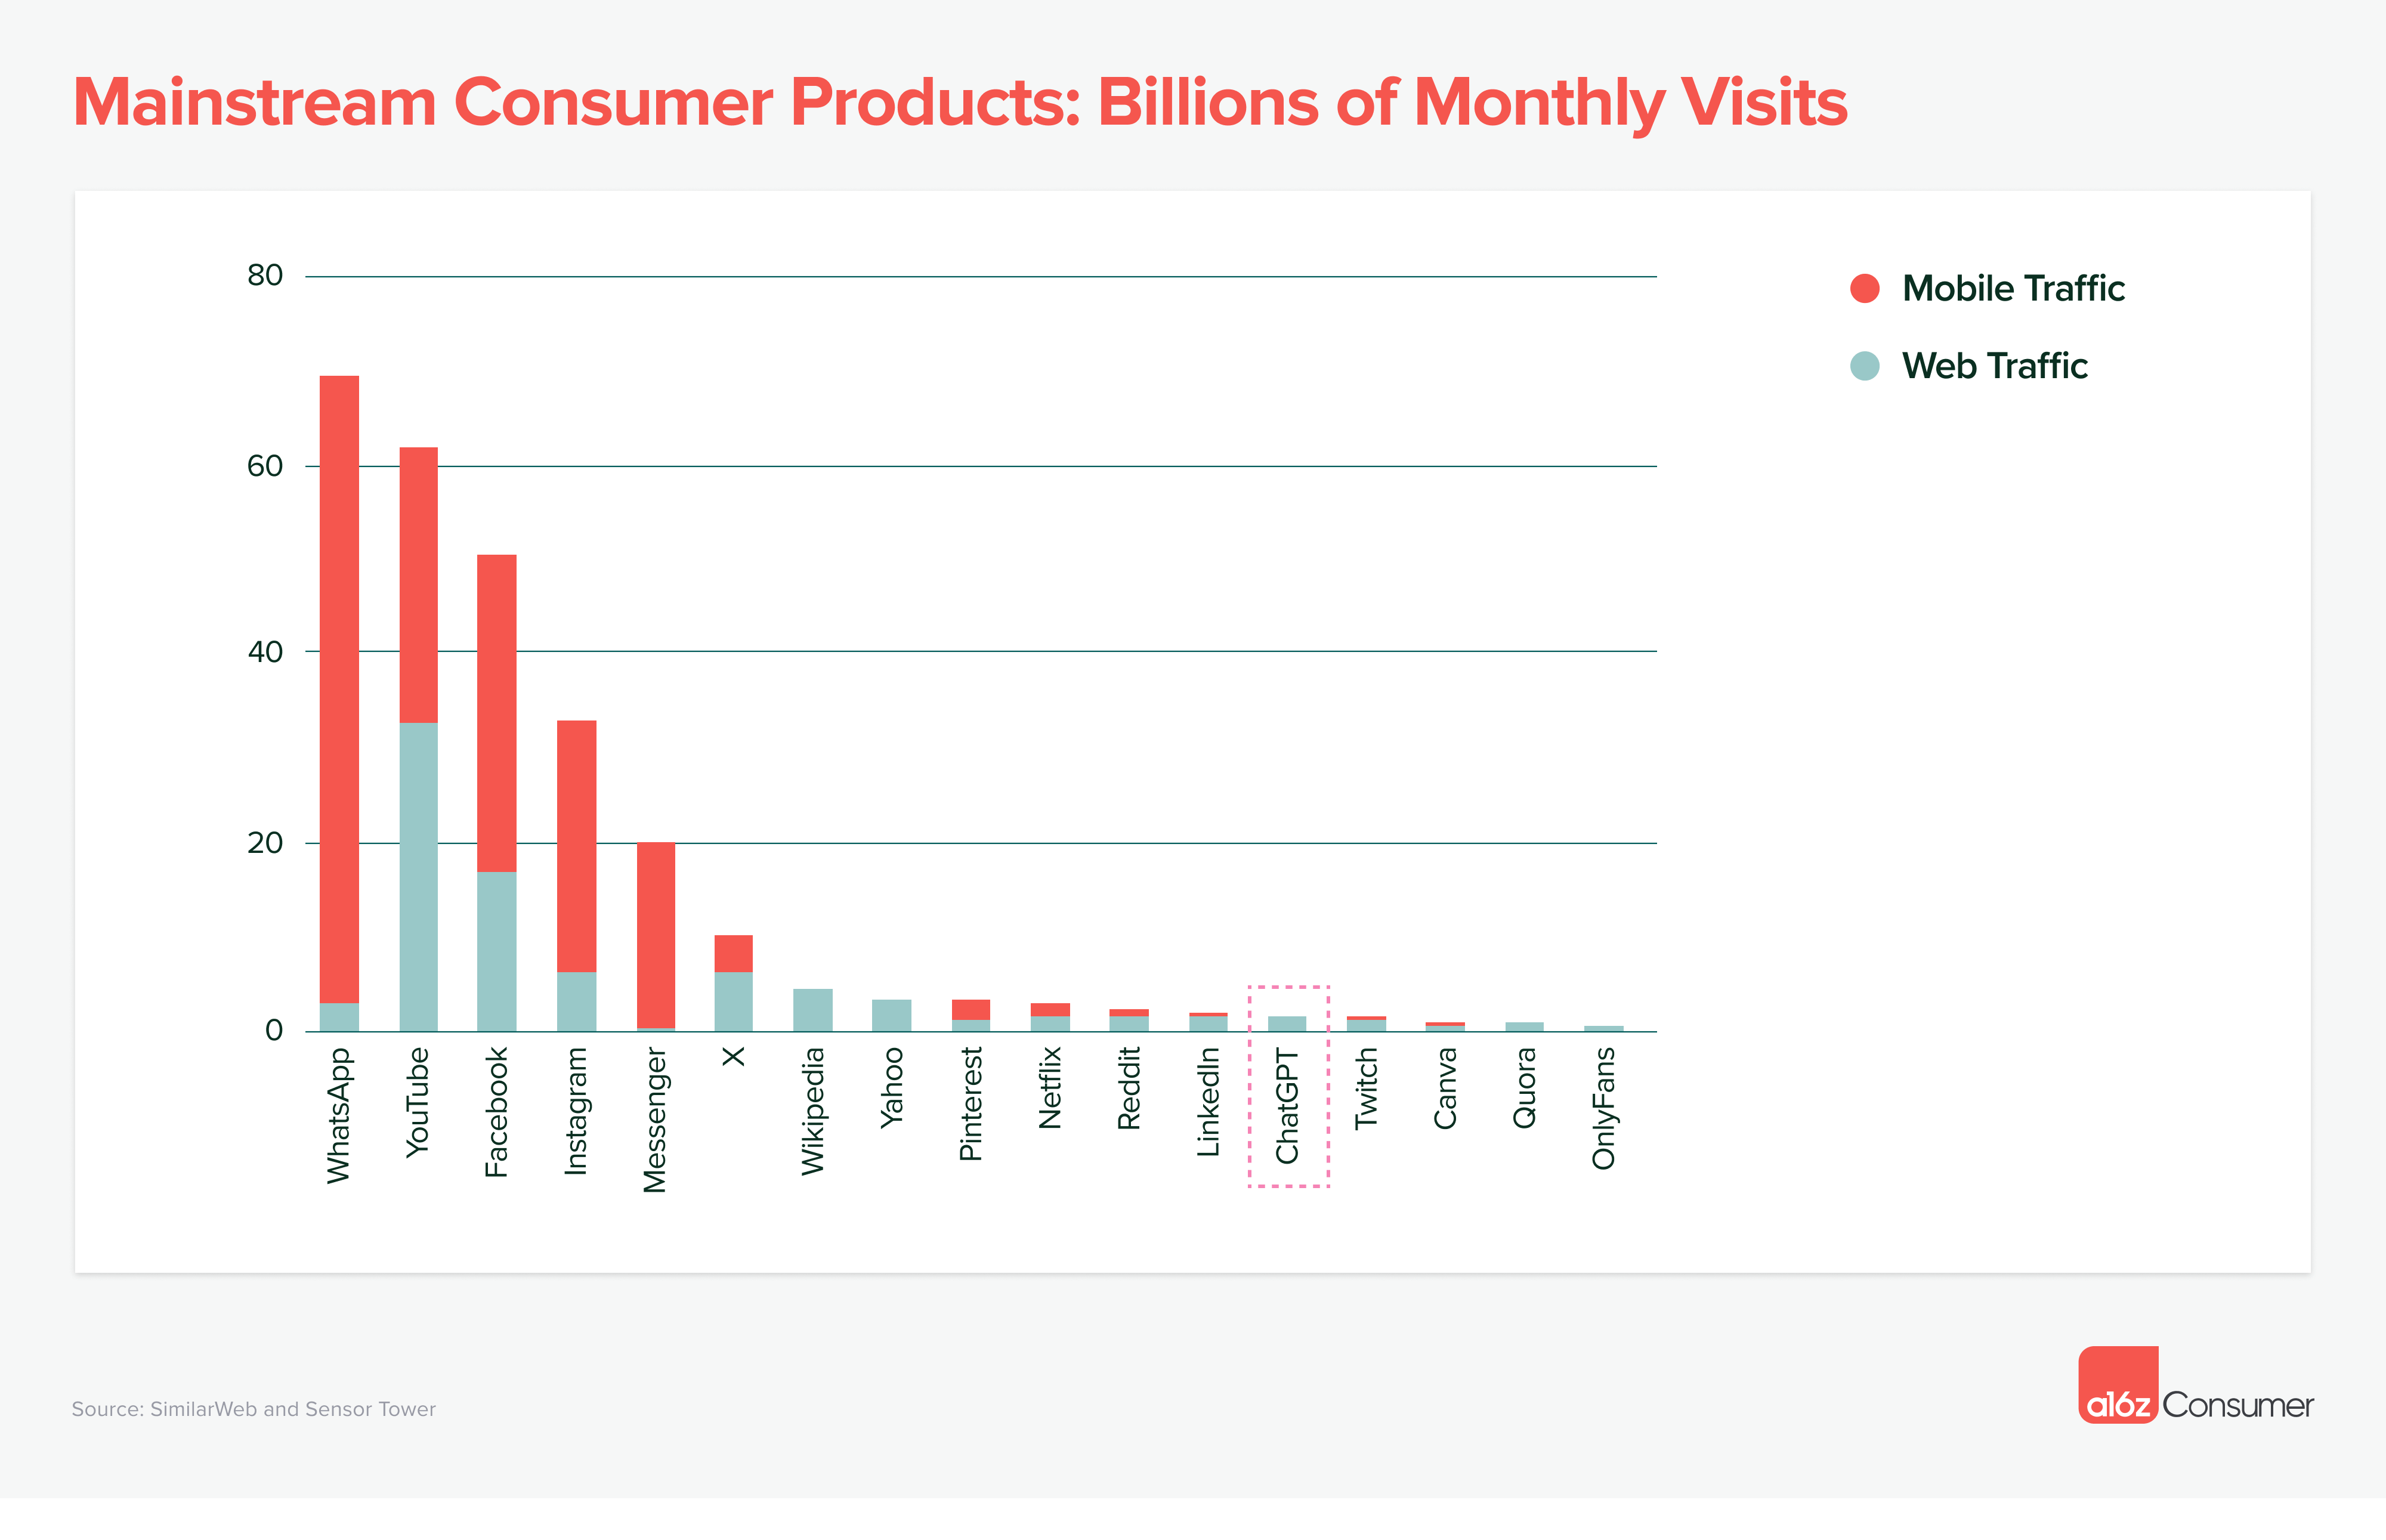 Mainstream Consumer Products: Billions of Monthly Visits
80
60
40
20
0
Mobile Traffic
Web Traffic
WhatsApp
YouTube
Facebook
Instagram
Messenger
X
Wikipedia
Yahoo
Pinterest
Netflix
Reddit
LinkedIn
ChatGPT
Twitch
Canva
Quora
OnlyFans
Source: SimilarWeb and Sensor Tower
a16z Consumer